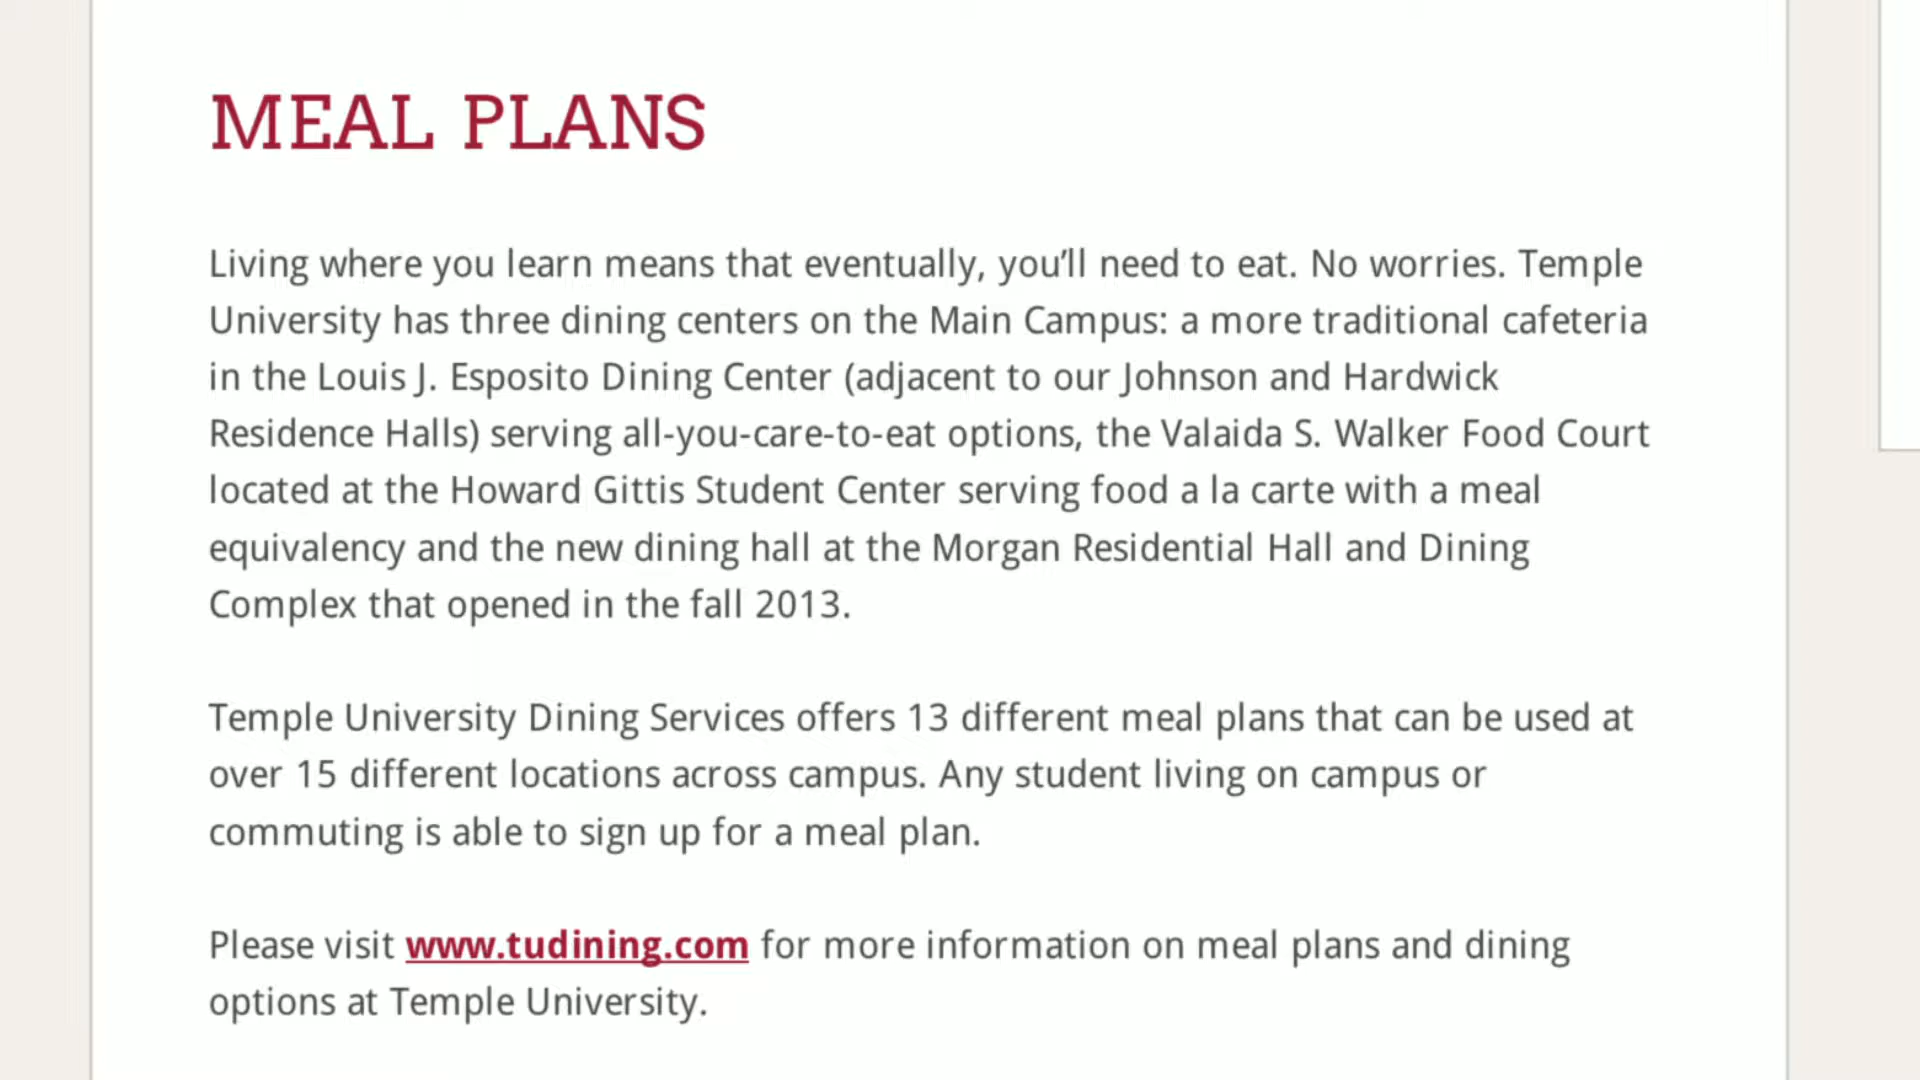 MEAL PLANS
Living where you learn means that eventually, you’ll need to eat. No worries. Temple
University has three dining centers on the Main Campus: a more traditional cafeteria
in the Louis J. Esposito Dining Center (adjacent to our Johnson and Hardwick
Residence Halls) serving all-you-care-to-eat options, the Valaida S. Walker Food Court
located at the Howard Gittis Student Center serving food a la carte with a meal
equivalency and the new dining hall at the Morgan Residential Hall and Dining
Complex that opened in the fall 2013.
Temple University Dining Services offers 13 different meal plans that can be used at
over 15 different locations across campus. Any student living on campus or
commuting is able to sign up for a meal plan.
Please visit www.tudining.com for more information on meal plans and dining
options at Temple University.